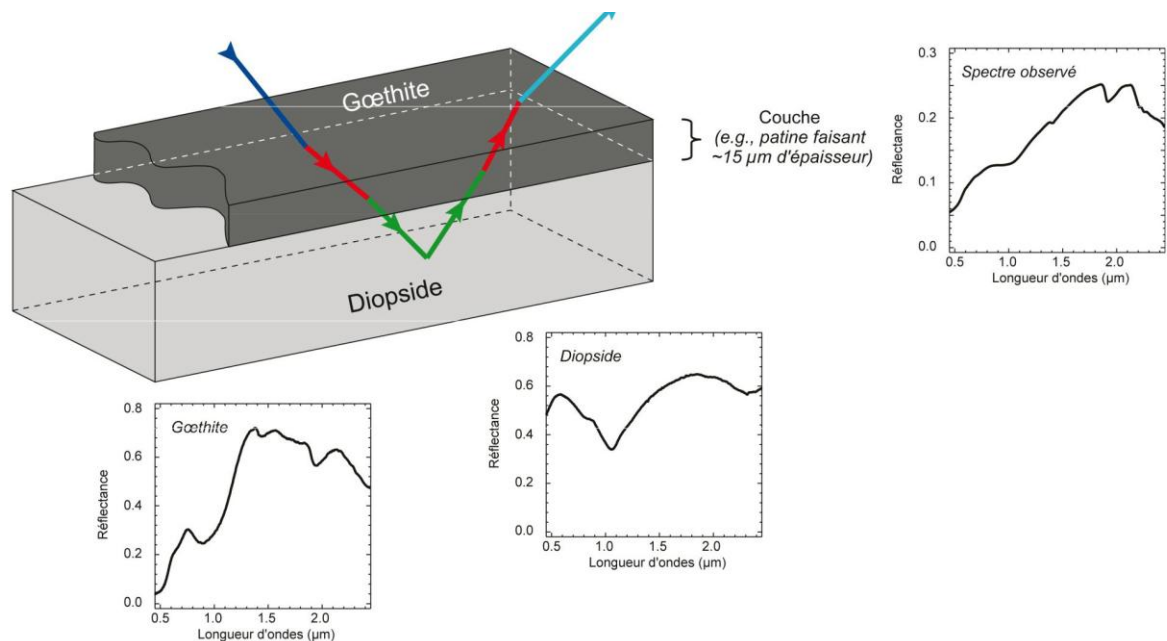 Gœthite
Diopside
Couche
(e.g., patine faisant
~15 µm d'épaisseur)
0.3
0.2
0.1
0.0
Réflectance
Spectre observé
0.5 1.0 1.5 2.0
Longueur d'ondes (µm)
0.8
0.6
0.4
0.2
0.0
Réflectance
Diopside
0.5 1.0 1.5 2.0
Longueur d'ondes (µm)
0.8
0.6
0.4
0.2
0.0
Réflectance
Gœthite
0.5 1.0 1.5 2.0
Longueur d'ondes (µm)